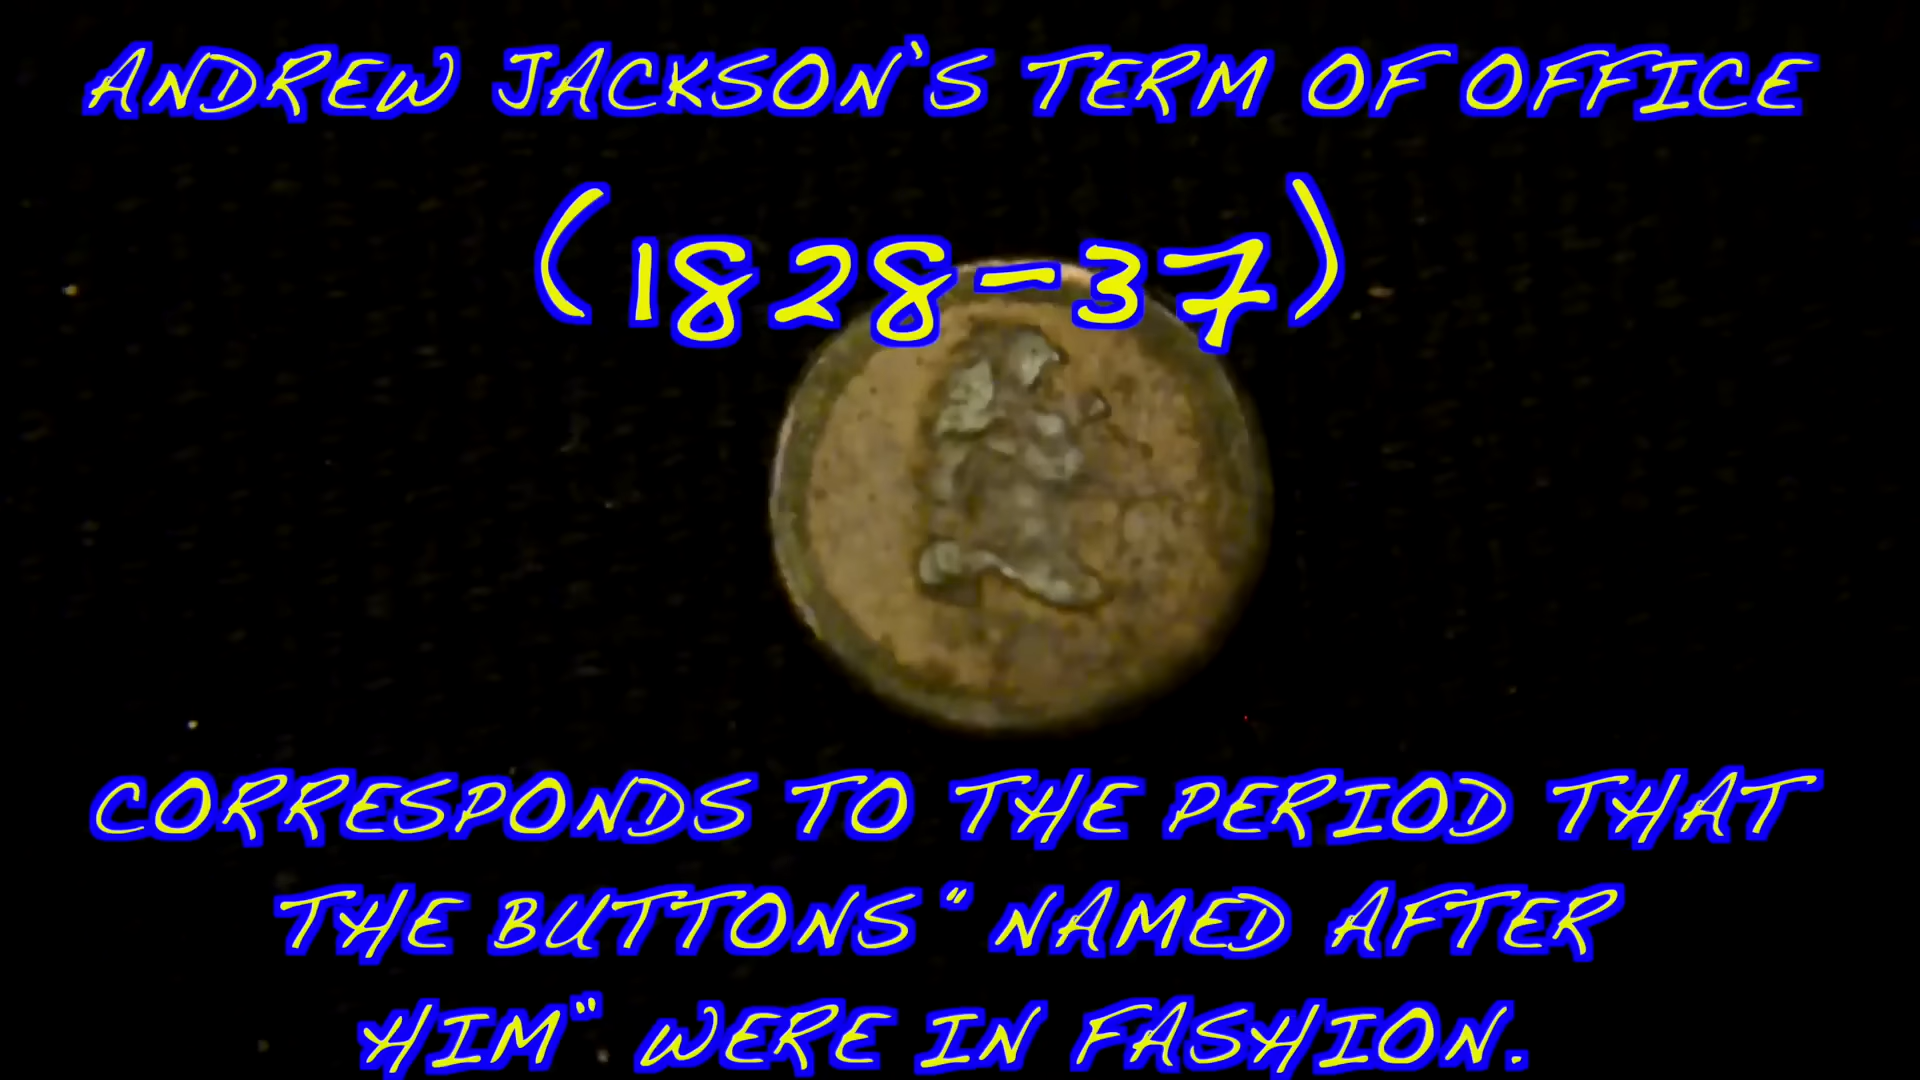 ANDREW JACKSON'S TERM OF OFFICE
(1828-37)
CORRESPONDS TO THE PERIOD THAT
THE BUTTONS "NAMED AFTER
HIM" WERE IN FASHION.